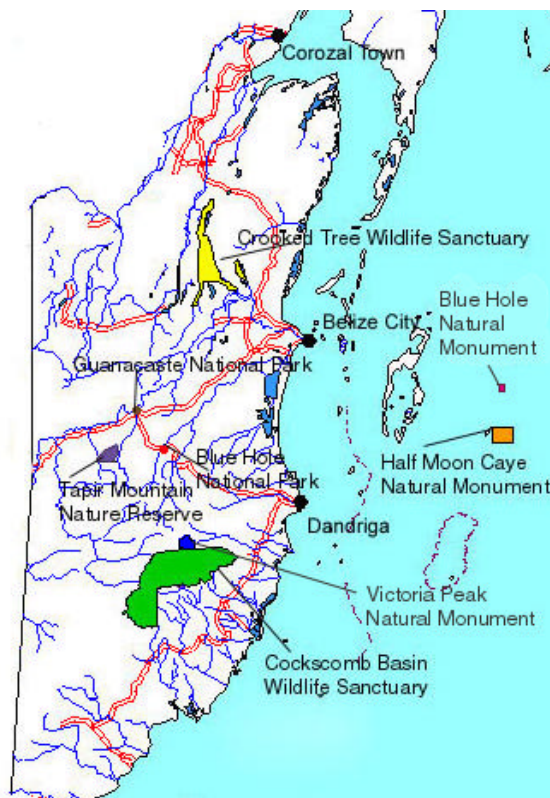 Corozal Town
Crooked Tree Wildlife Sanctuary
Blue Hole
Natural
Monument
Belize City
Guanacaste National Park
Half Moon Caye
Natural Monument
Blue Hole
National Park
Tapir Mountain
Nature Reserve
Dandriga
Victoria Peak
Natural Monument
Cockscomb Basin
Wildlife Sanctuary